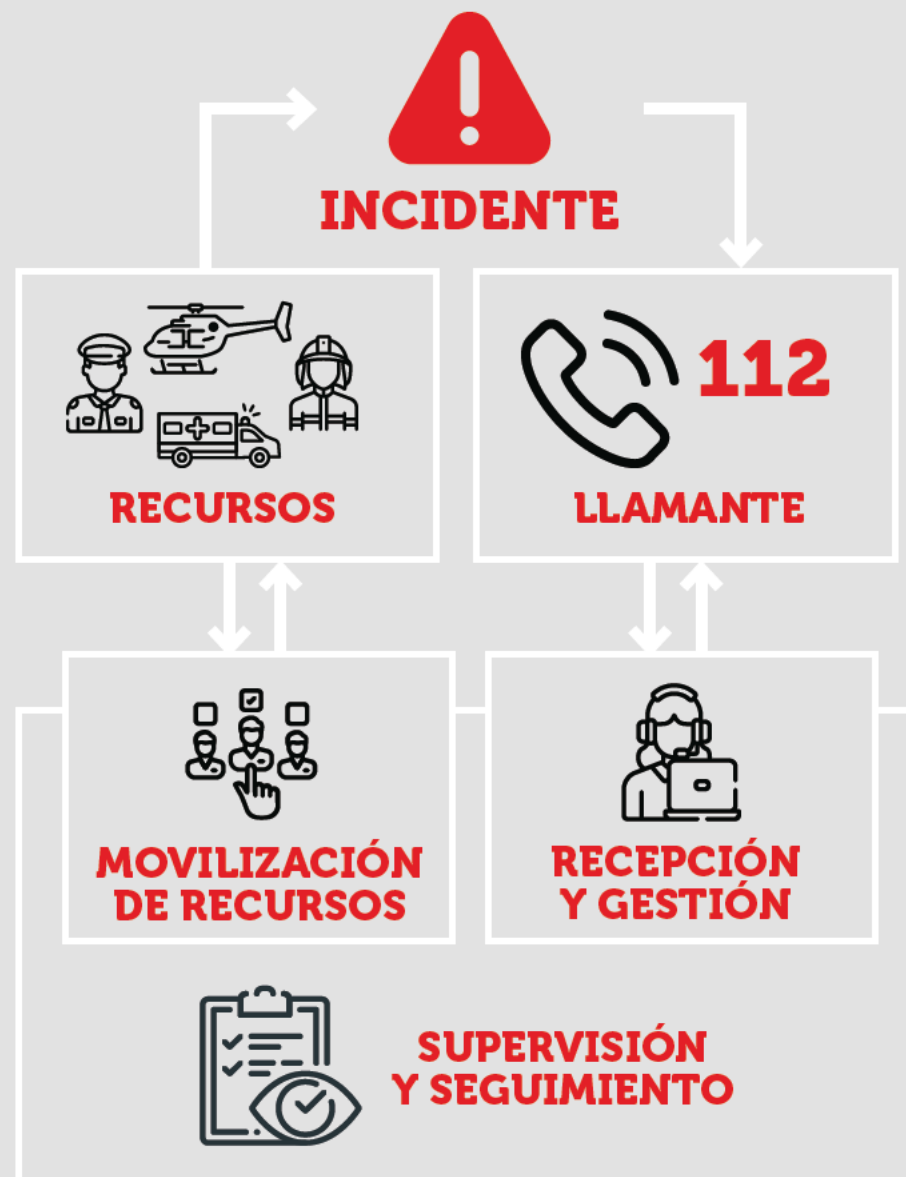 INCIDENTE
RECURSOS
112
LLAMANTE
MOVILIZACIÓN
DE RECURSOS
RECEPCIÓN
Y GESTIÓN
SUPERVISIÓN
Y SEGUIMIENTO